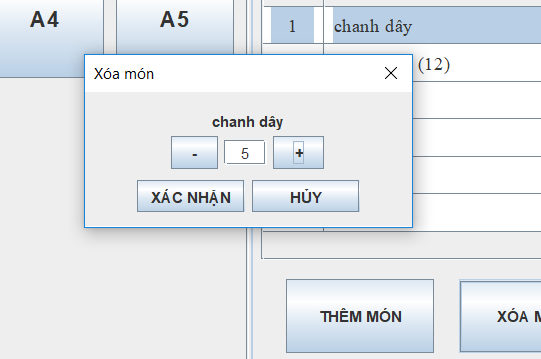 A4
A5
1
chanh dây
(12)
Xóa món
chanh dây
-
5
+
XÁC NHẬN
HỦY
THÊM MÓN
XÓA